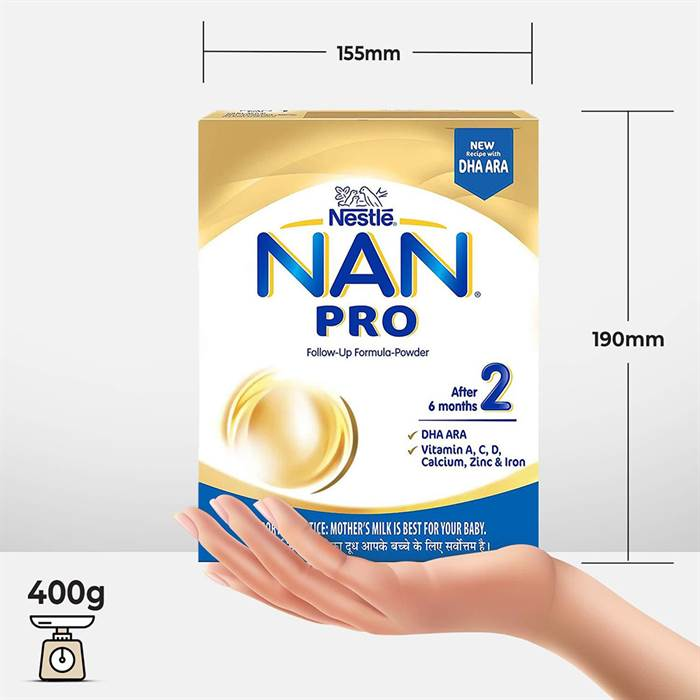 155mm
NEW
Recipe with
DHA ARA
Nestlé
NAN
PRO
Follow-Up Formula-Powder
190mm
After
6 months 2
✓ DHA ARA
✓ Vitamin A, C, D,
Calcium, Zinc & Iron
MOTHER'S MILK IS BEST FOR YOUR BABY.
दूध आपके बच्चे के लिए सर्वोत्तम है।
400g